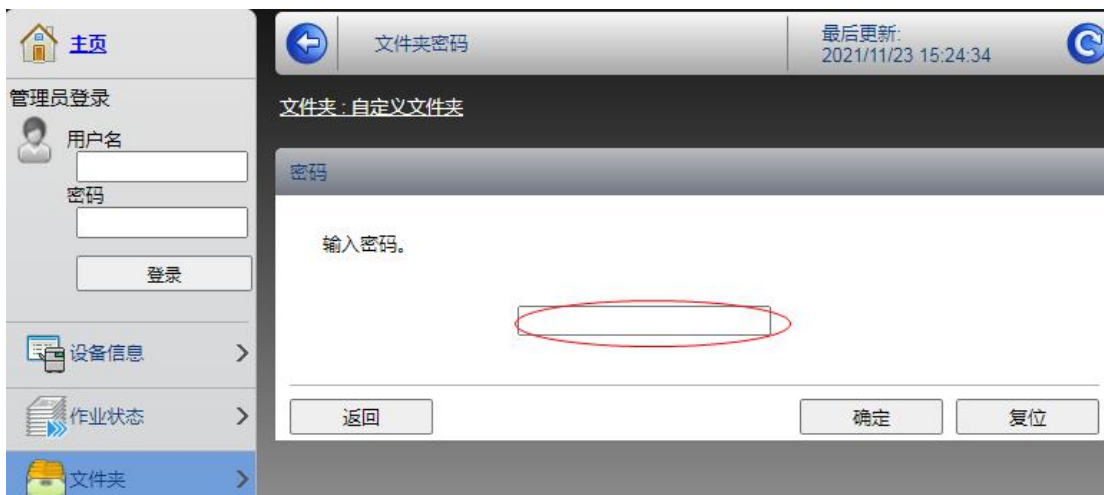 主页
管理员登录
用户名
密码
登录
设备信息
作业状态
文件夹
文件夹密码
最后更新:
2021/11/23 15:24:34
文件夹 : 自定义文件夹
密码
输入密码。
返回
确定
复位